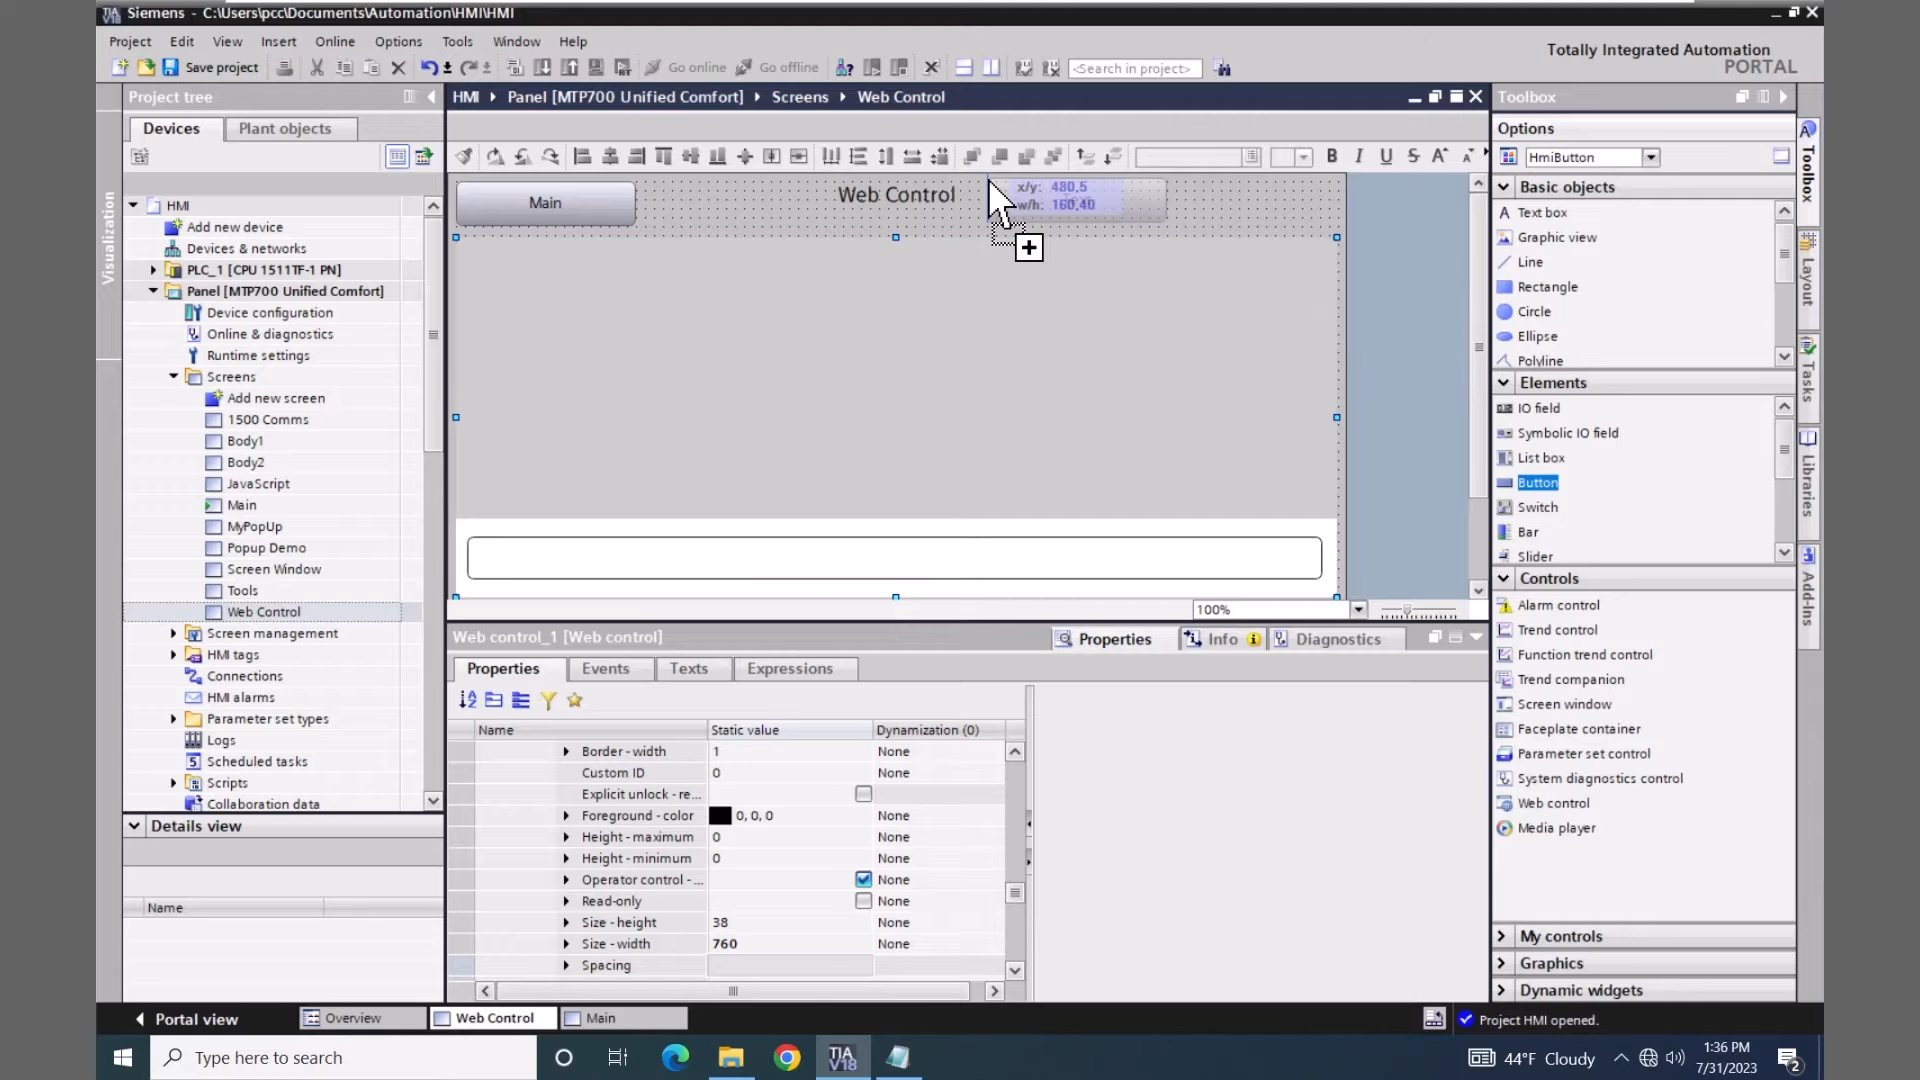 Siemens - C:\Users\pcc\Documents\Automation\HMI\HMI
Project Edit View Insert Online Options Tools Window Help
Totally Integrated Automation
PORTAL
Save project
Go online
Go offline
<Search in project>
Project tree
HMI Panel [MTP700 Unified Comfort] Screens Web Control
Toolbox
Devices
Plant objects
Options
HmiButton
Visualization
HMI
Add new device
Devices & networks
PLC_1 [CPU 1511TF-1 PN]
Panel [MTP700 Unified Comfort]
Device configuration
Online & diagnostics
Runtime settings
Screens
Add new screen
1500 Comms
Body1
Body2
JavaScript
Main
MyPopUp
Popup Demo
Screen Window
Tools
Web Control
Screen management
HMI tags
Connections
HMI alarms
Parameter set types
Logs
Scheduled tasks
Scripts
Collaboration data
Details view
Name
Main
Web Control
x/y: 480,5
w/h: 160,40
100%
Web control_1 [Web control]
Properties
Info
Diagnostics
Properties
Events
Texts
Expressions
Name Static value Dynamization (0)
Border - width 1 None
Custom ID 0 None
Explicit unlock - re...
Foreground - color 0, 0, 0 None
Height - maximum 0 None
Height - minimum 0 None
Operator control - ... None
Read-only None
Size - height 38 None
Size - width 760 None
Spacing
Basic objects
Text box
Graphic view
Line
Rectangle
Circle
Ellipse
Polyline
Elements
IO field
Symbolic IO field
List box
Button
Switch
Bar
Slider
Controls
Alarm control
Trend control
Function trend control
Trend companion
Screen window
Faceplate container
Parameter set control
System diagnostics control
Web control
Media player
My controls
Graphics
Dynamic widgets
Toolbox
Layout
Tasks
Libraries
Add-Ins
Portal view
Overview
Web Control
Main
Project HMI opened.
Type here to search
TIA V18
44°F Cloudy
1:36 PM
7/31/2023
2